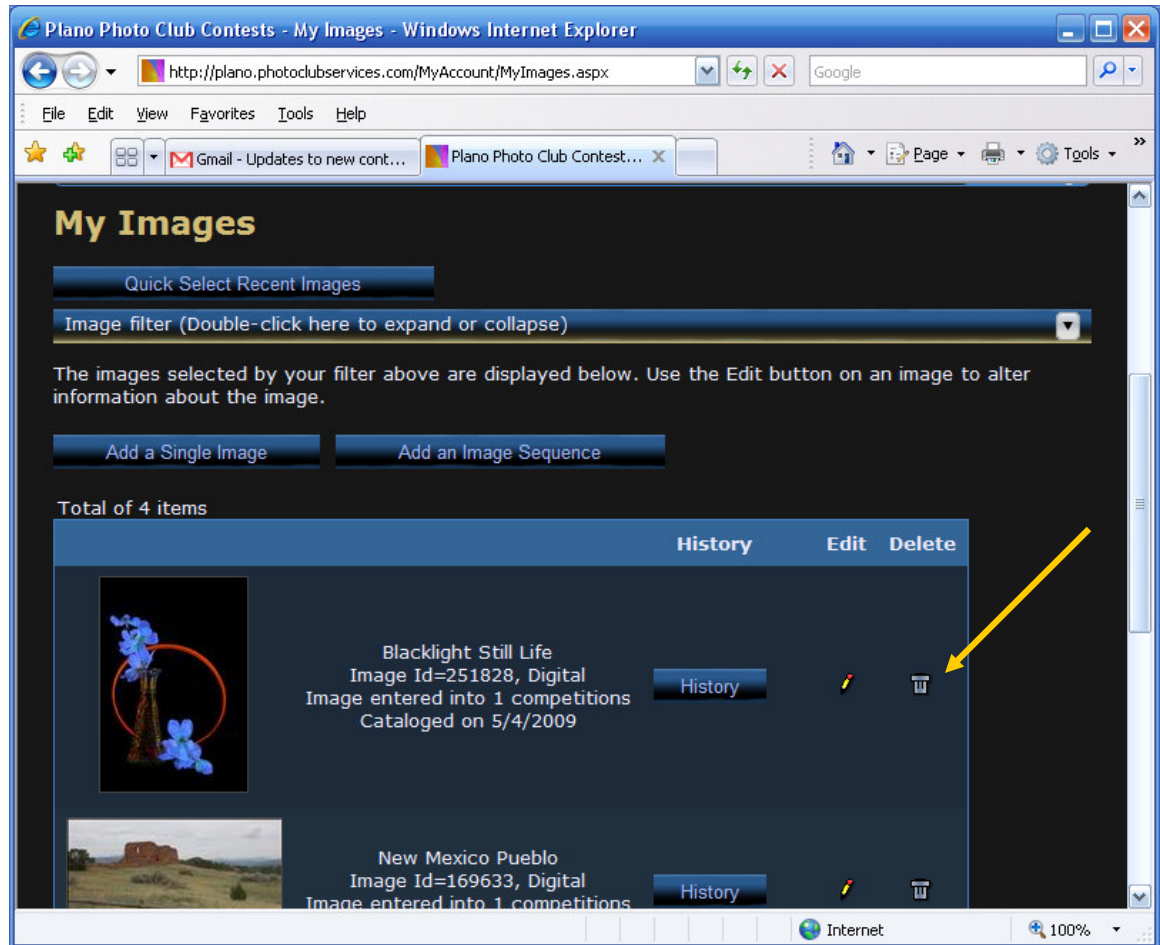 Plano Photo Club Contests - My Images - Windows Internet Explorer
http://plano.photoclubservices.com/MyAccount/MyImages.aspx
Google
File Edit View Favorites Tools Help
Gmail - Updates to new cont...
Plano Photo Club Contest...
Page
Tools
My Images
Quick Select Recent Images
Image filter (Double-click here to expand or collapse)
The images selected by your filter above are displayed below. Use the Edit button on an image to alter
information about the image.
Add a Single Image
Add an Image Sequence
Total of 4 items
History Edit Delete
Blacklight Still Life
Image Id=251828, Digital
Image entered into 1 competitions
Cataloged on 5/4/2009
History
New Mexico Pueblo
Image Id=169633, Digital
Image entered into 1 competitions
History
Internet
100%